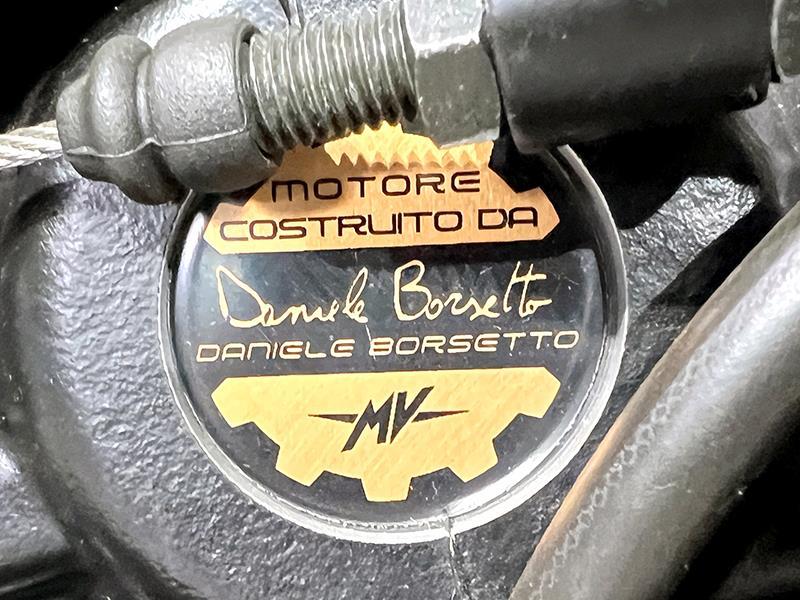 MOTORE
COSTRUITO DA
Daniele Borsetto
DANIELE BORSETTO
MV